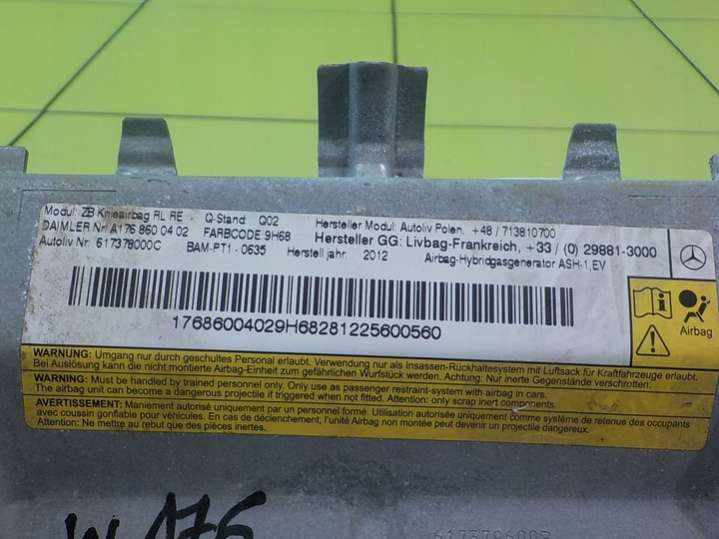 Modul: ZB Knieairbag RL RE Q-Stand Q02 Hersteller Modul: Autoliv Polen, +48 / 713810700
DAIMLER Nr. A176 860 04 02 FARBCODE 9H68 Hersteller GG: Livbag-Frankreich, +33 / (0) 29881-3000
Autoliv Nr. 617378000C BAM-PT1 - 0635 Herstelljahr: 2012 Airbag-Hybridgasgenerator ASH-1,EV
17686004029H68281225600560
Airbag
WARNUNG: Umgang nur durch geschultes Personal erlaubt. Verwendung nur als Insassen-Rückhaltesystem mit Luftsack für Kraftfahrzeuge erlaubt.
Bei Auslösung kann die nicht montierte Airbag-Einheit zum gefährlichen Wurfstück werden. Achtung: Nur inerte Gegenstände verschrotten.
WARNING: Must be handled by trained personnel only. Only use as passenger restraint-system with airbag in cars.
The airbag unit can become a dangerous projectile if triggered when not fitted. Attention: only scrap inert components.
AVERTISSEMENT: Maniement autorisé uniquement par un personnel formé. Utilisation autorisée uniquement comme système de retenue des occupants
avec coussin gonflable pour véhicules. En cas de déclenchement, l'unité Airbag non montée peut devenir un projectile dangereux.
Attention: Ne mettre au rebut que des pièces inertes.
W 176